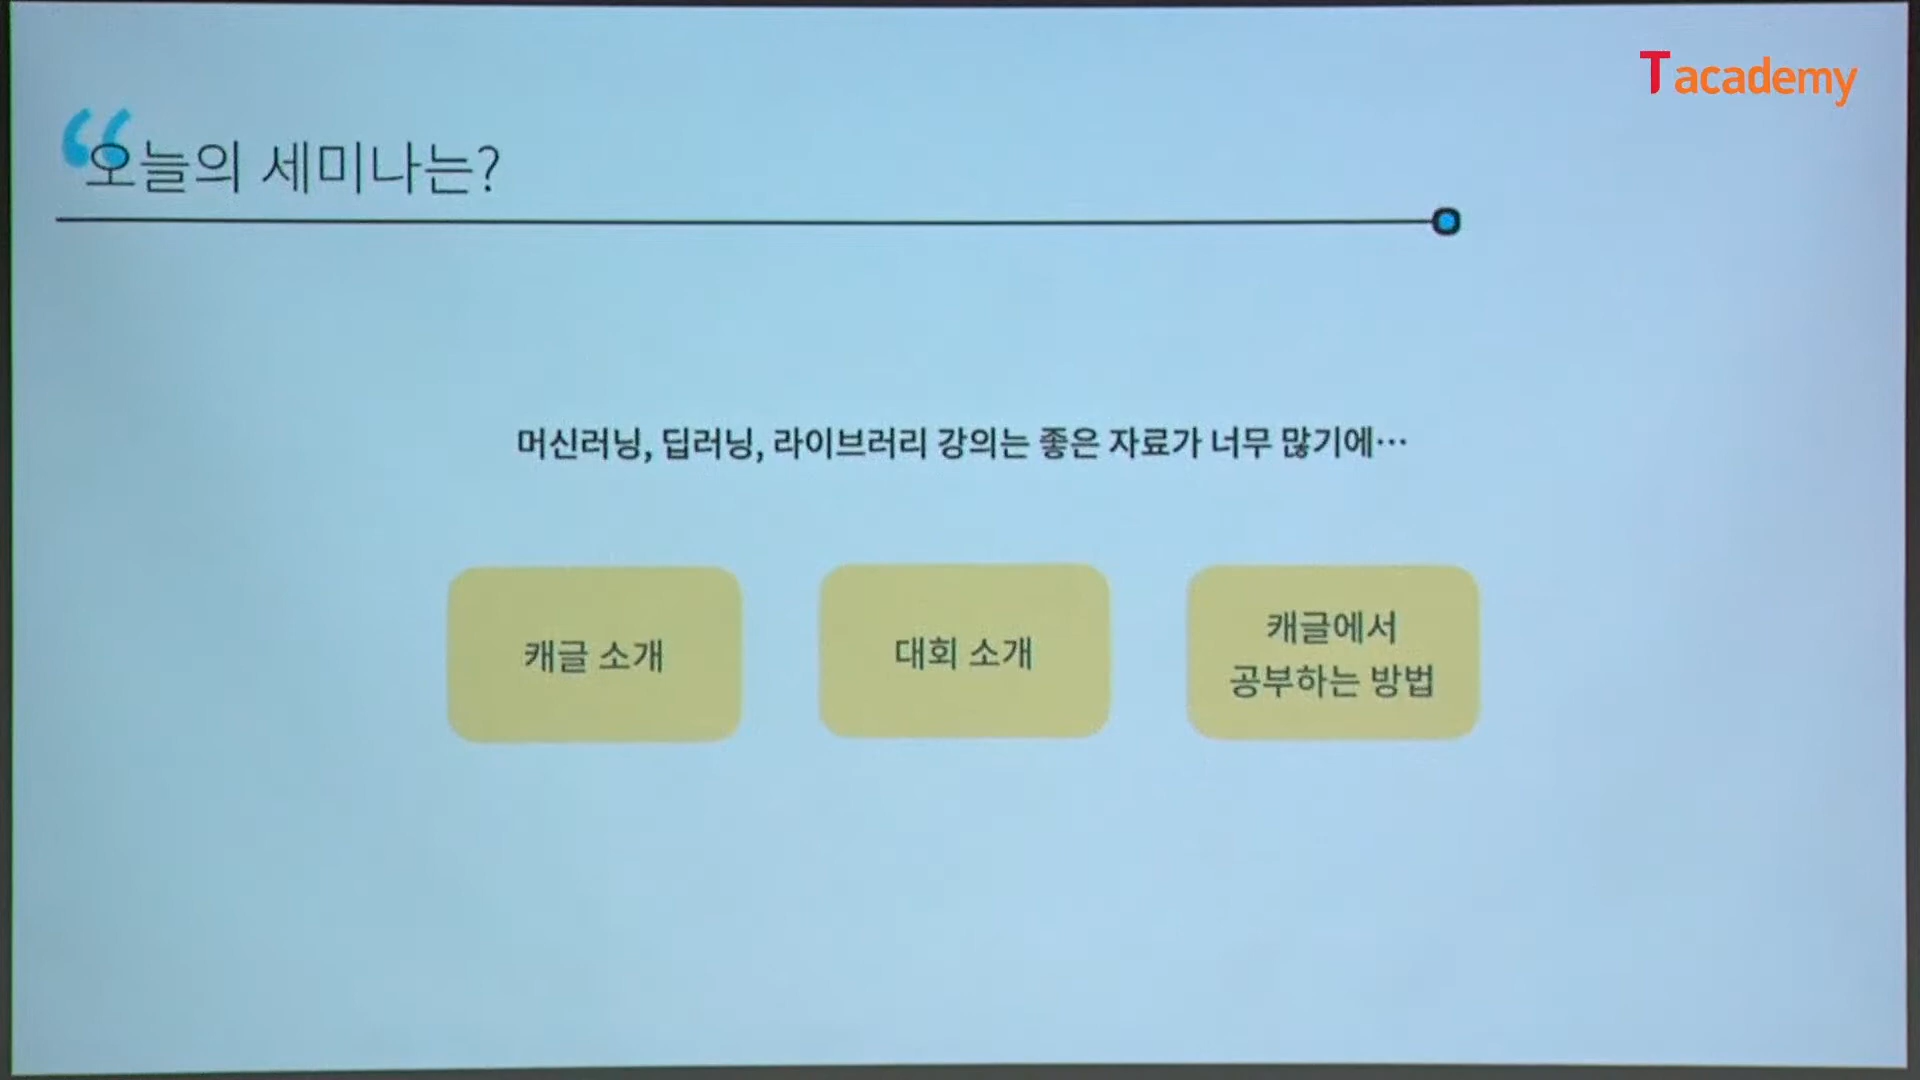 T academy
오늘의 세미나는?
머신러닝, 딥러닝, 라이브러리 강의는 좋은 자료가 너무 많기에…
캐글 소개
대회 소개
캐글에서
공부하는 방법